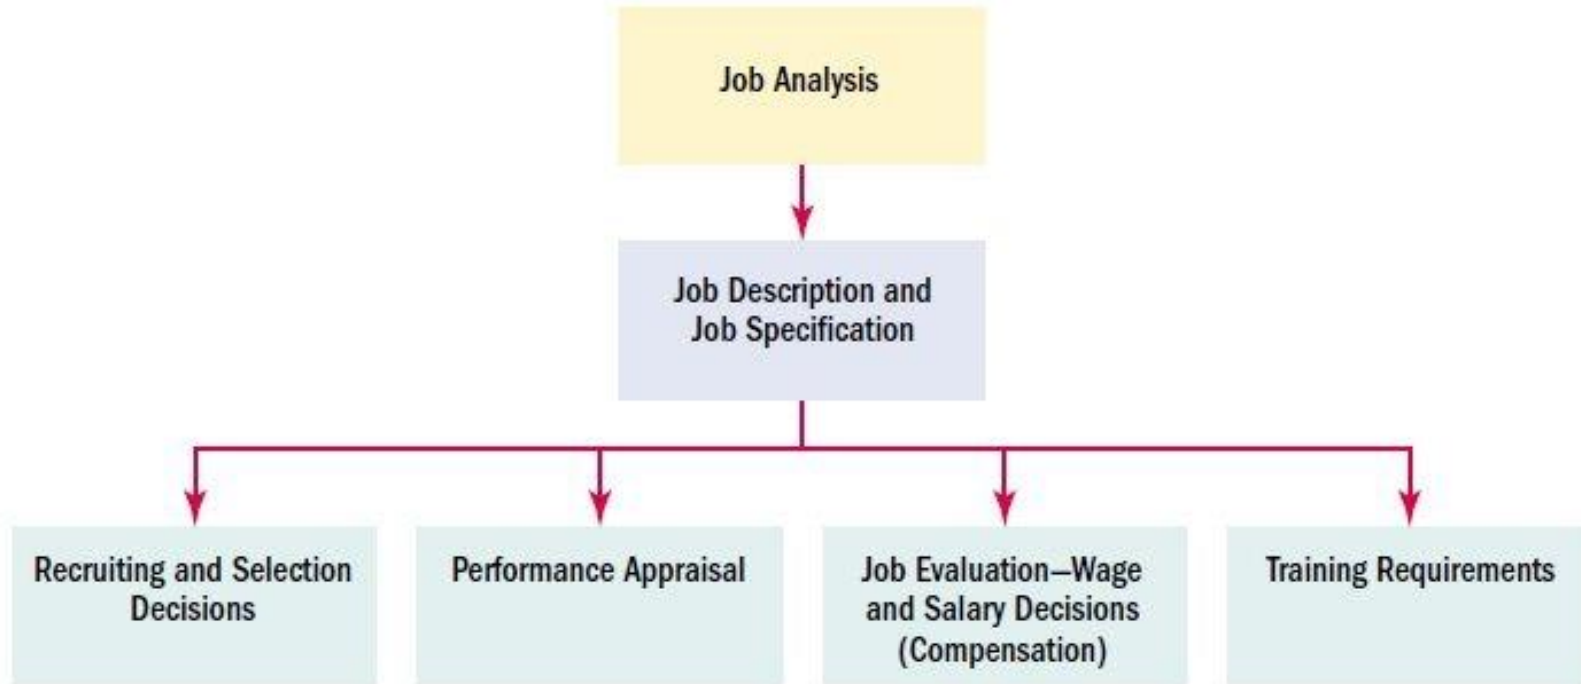 Job Analysis
Job Description and
Job Specification
Recruiting and Selection
Decisions
Performance Appraisal
Job Evaluation—Wage
and Salary Decisions
(Compensation)
Training Requirements